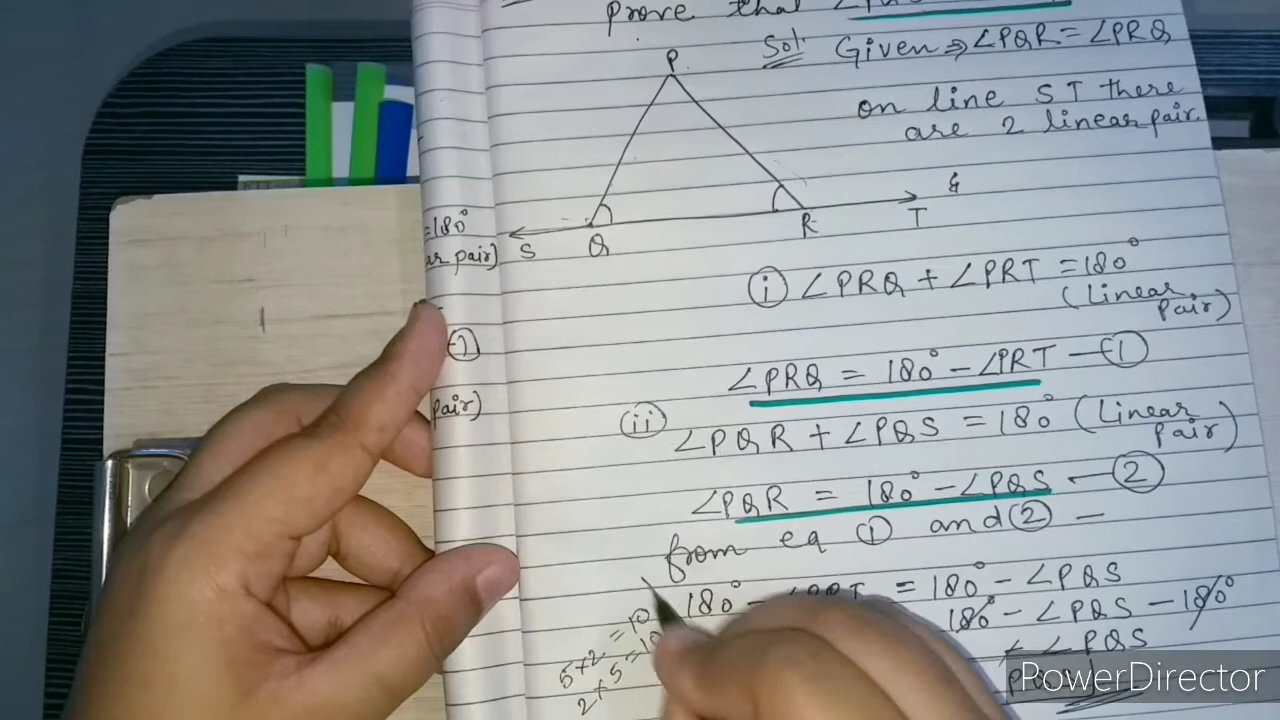 Prove that
Sol. Given ⇒ ∠PQR = ∠PRQ
on line ST there
are 2 linear pair.
P
&
S Q R T
=180°
ar pair)
(i) ∠PRQ + ∠PRT = 180°
(Linear
pair)
∠PRQ = 180° - ∠PRT —(1)
pair)
(ii) ∠PQR + ∠PQS = 180° (Linear
pair)
∠PQR = 180° - ∠PQS —(2)
from eq (1) and (2) —
180° - = 180° - ∠PQS
180° - ∠PQS - 180°
∠PQS
PowerDirector